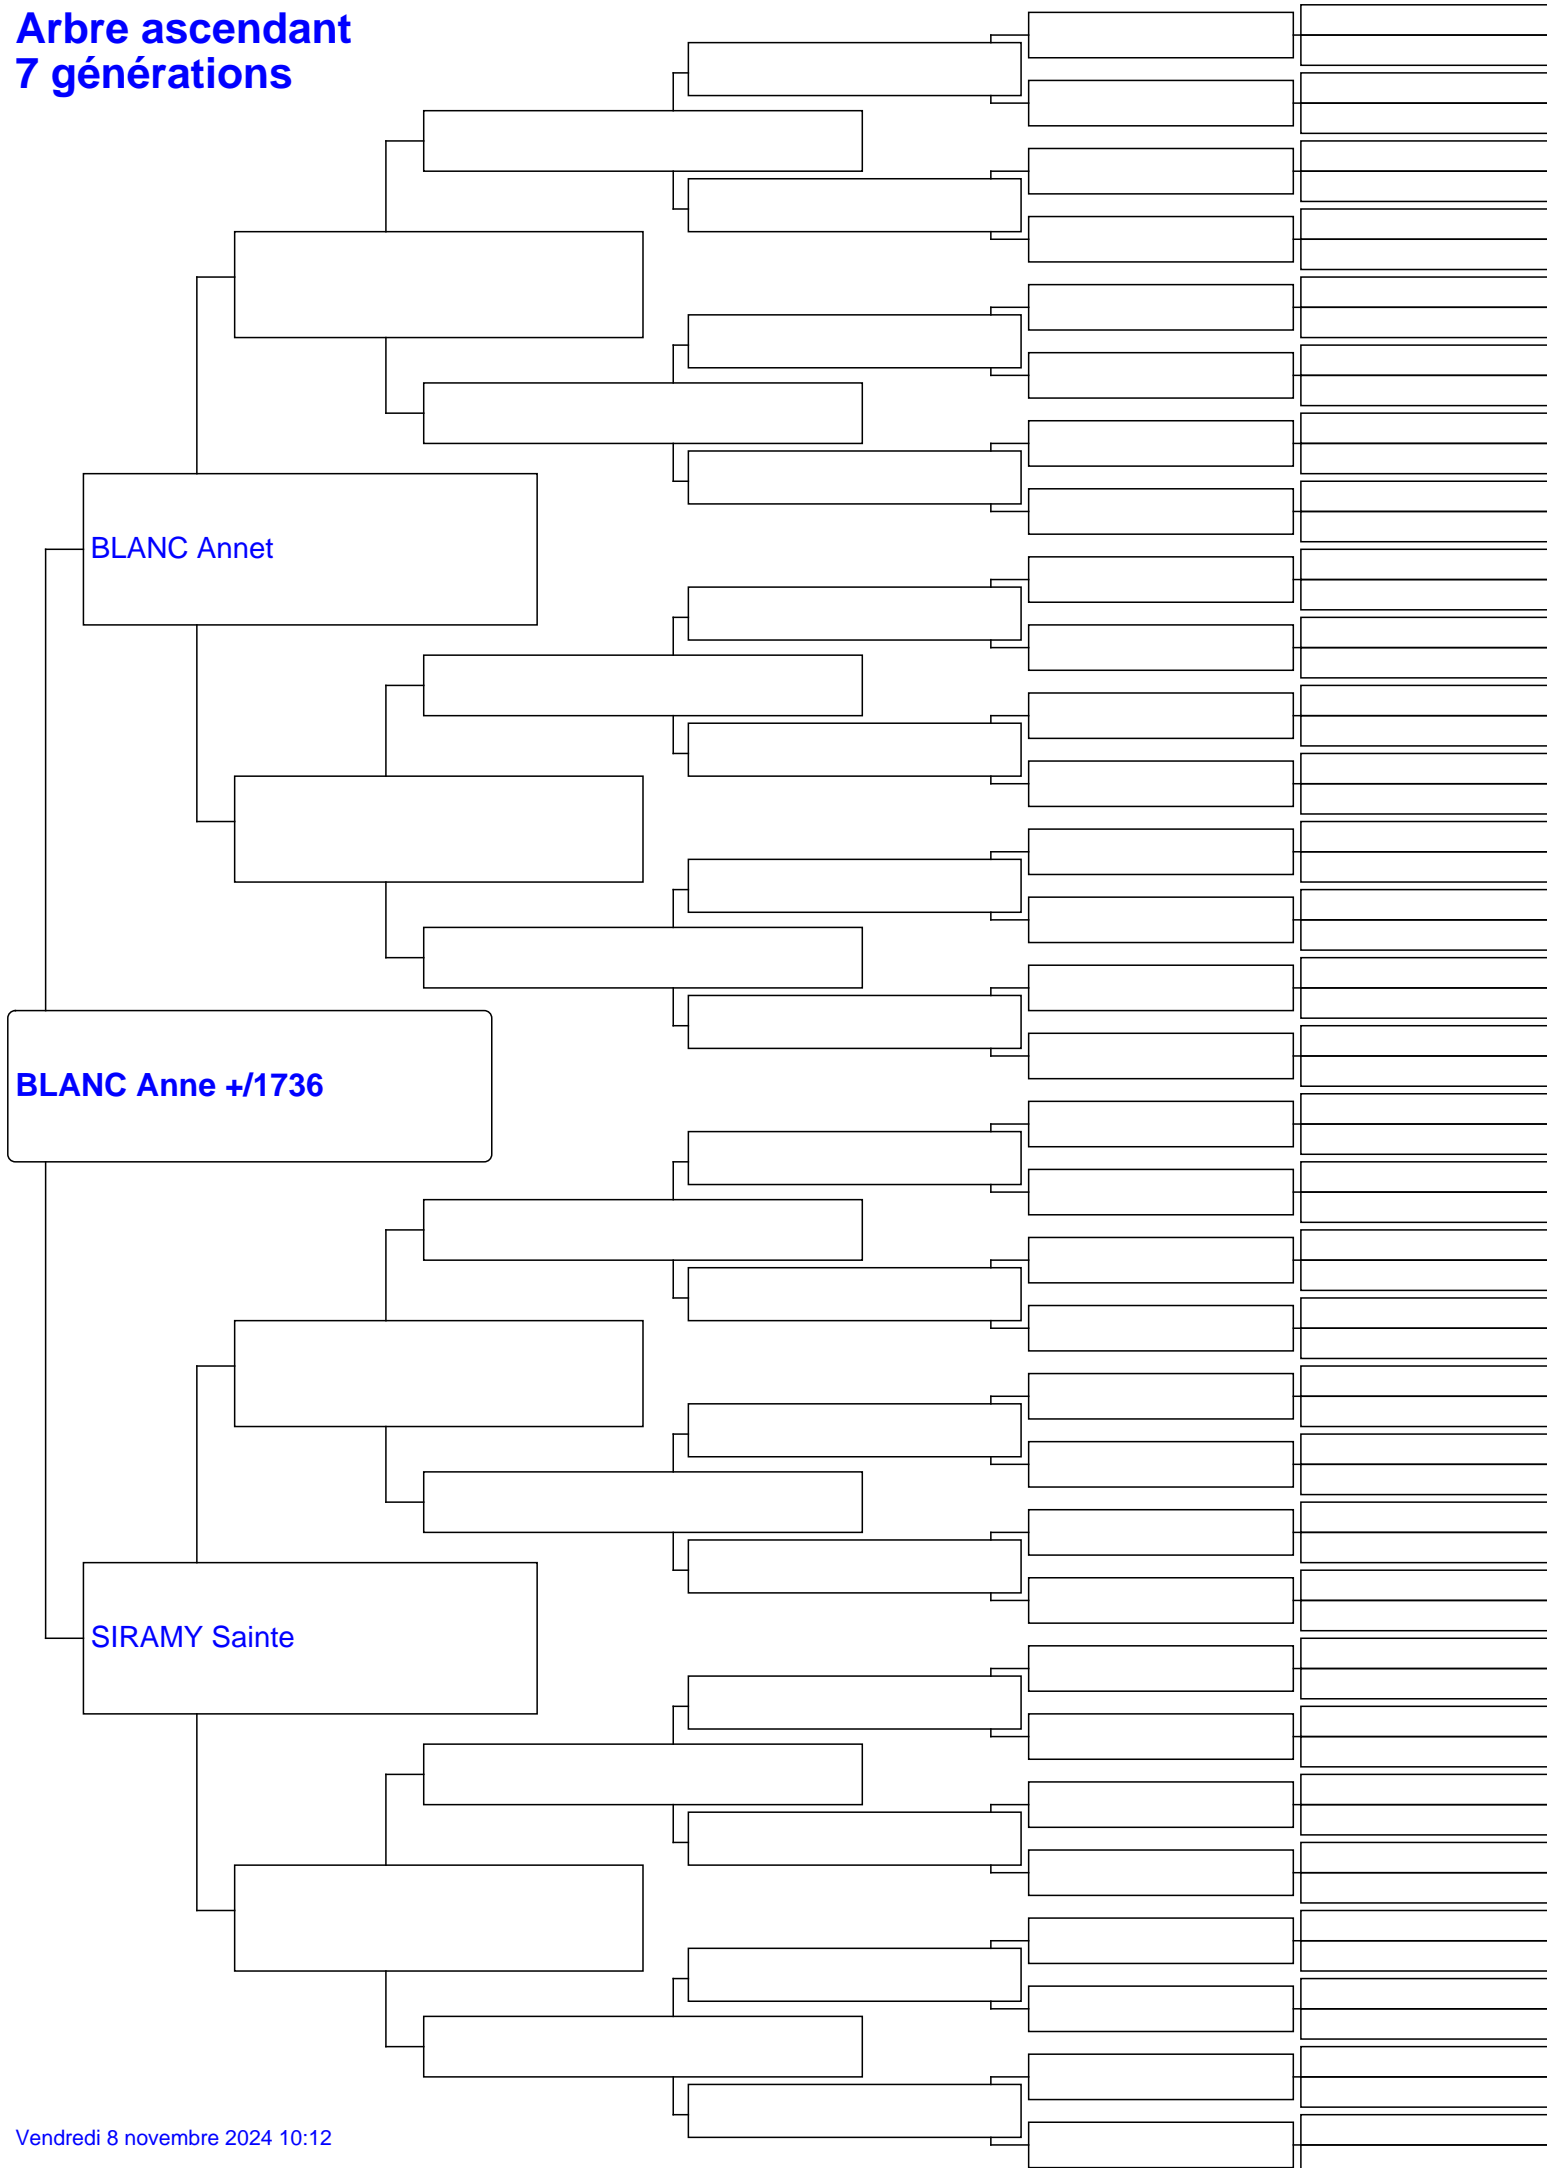 Arbre ascendant
7 générations
BLANC Annet
BLANC Anne +/1736
SIRAMY Sainte
Vendredi 8 novembre 2024 10:12